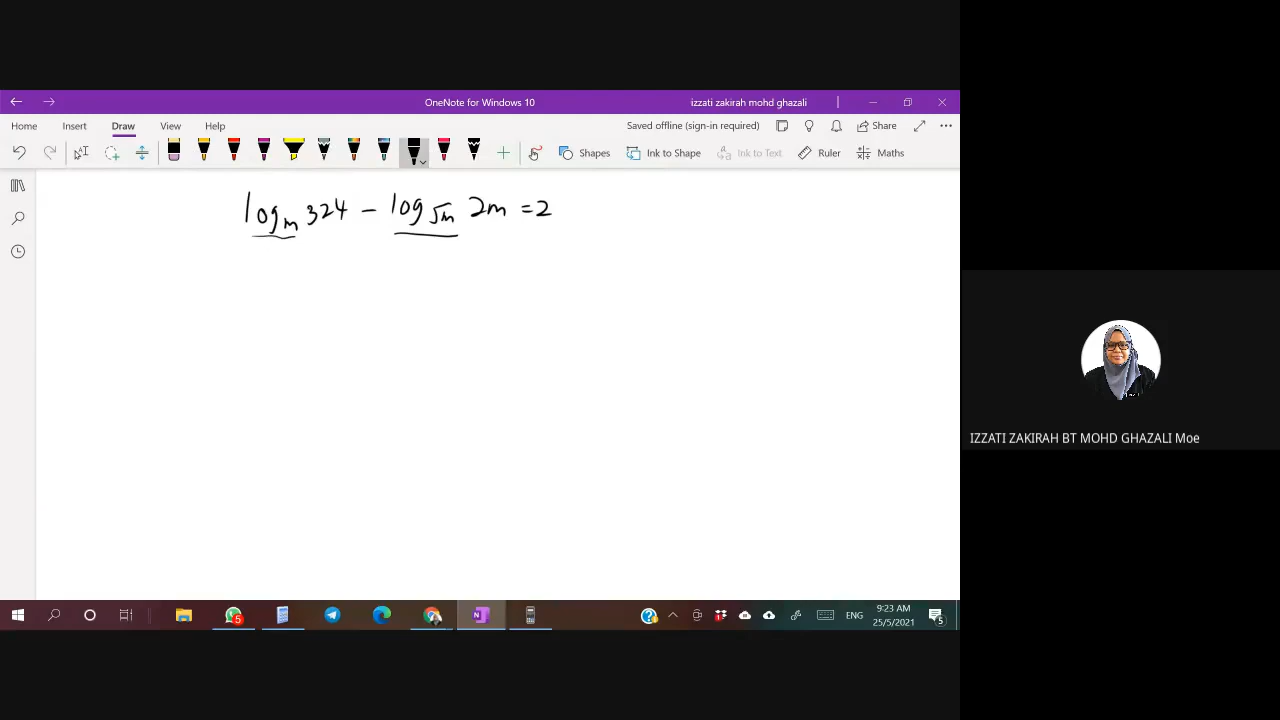 OneNote for Windows 10
izzati zakirah mohd ghazali
Home Insert Draw View Help
Saved offline (sign-in required)
Share
Shapes
Ink to Shape
Ink to Text
Ruler
Maths
log_m 324 - log_√m 2m = 2
IZZATI ZAKIRAH BT MOHD GHAZALI Moe
5
N
ENG
9:23 AM
25/5/2021
5